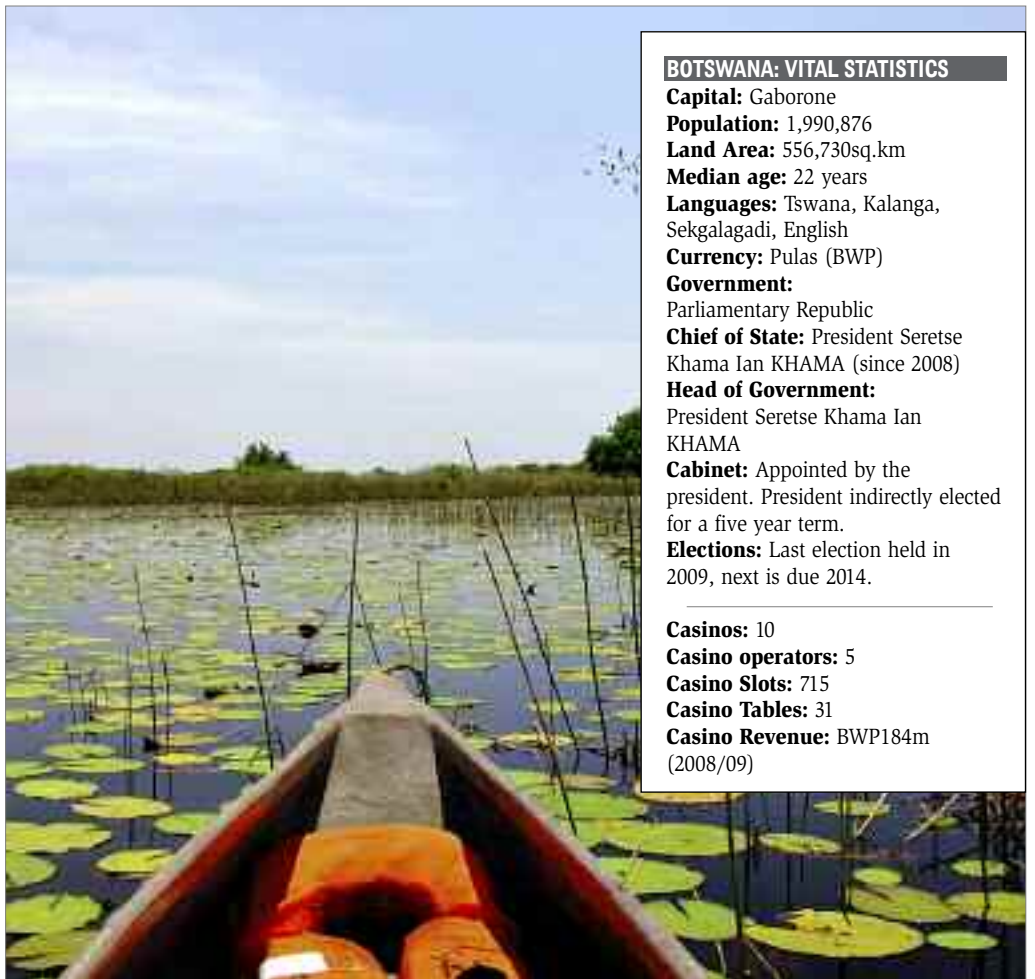 BOTSWANA: VITAL STATISTICS
Capital: Gaborone
Population: 1,990,876
Land Area: 556,730sq.km
Median age: 22 years
Languages: Tswana, Kalanga,
Sekgalagadi, English
Currency: Pulas (BWP)
Government:
Parliamentary Republic
Chief of State: President Seretse
Khama Ian KHAMA (since 2008)
Head of Government:
President Seretse Khama Ian
KHAMA
Cabinet: Appointed by the
president. President indirectly elected
for a five year term.
Elections: Last election held in
2009, next is due 2014.
Casinos: 10
Casino operators: 5
Casino Slots: 715
Casino Tables: 31
Casino Revenue: BWP184m
(2008/09)